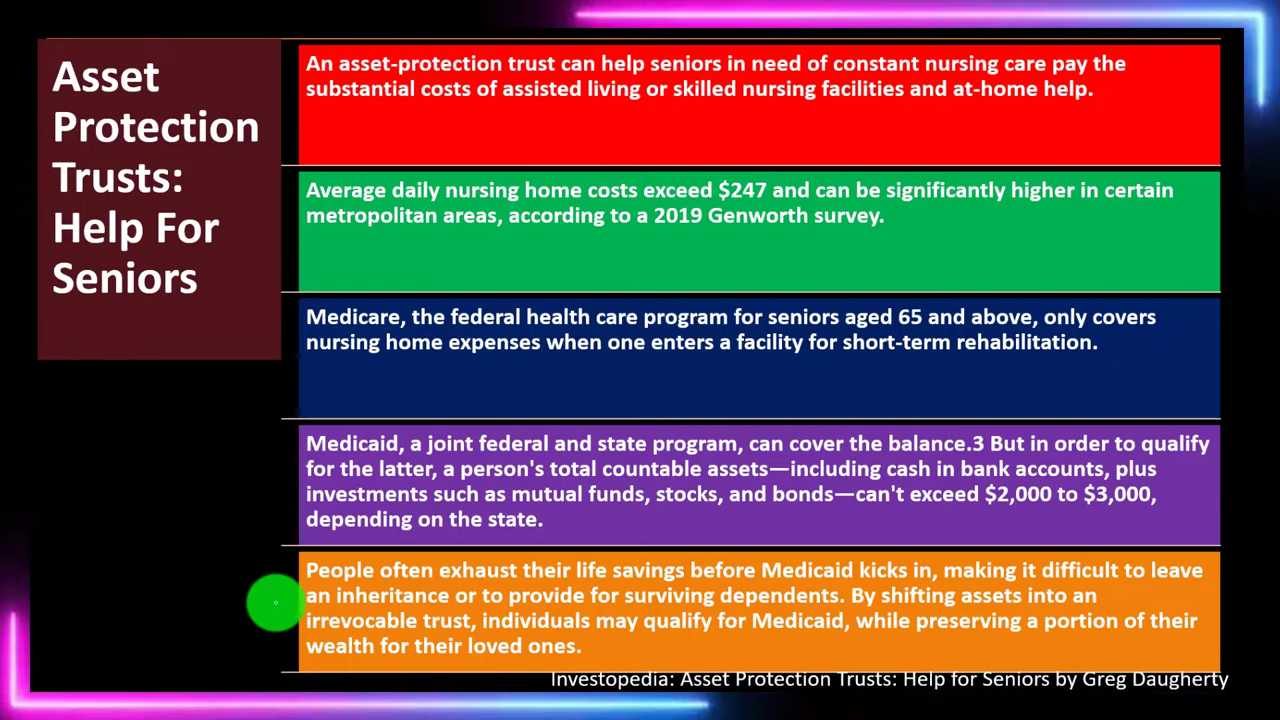 Asset
Protection
Trusts:
Help For
Seniors
An asset-protection trust can help seniors in need of constant nursing care pay the
substantial costs of assisted living or skilled nursing facilities and at-home help.
Average daily nursing home costs exceed $247 and can be significantly higher in certain
metropolitan areas, according to a 2019 Genworth survey.
Medicare, the federal health care program for seniors aged 65 and above, only covers
nursing home expenses when one enters a facility for short-term rehabilitation.
Medicaid, a joint federal and state program, can cover the balance.3 But in order to qualify
for the latter, a person's total countable assets—including cash in bank accounts, plus
investments such as mutual funds, stocks, and bonds—can't exceed $2,000 to $3,000,
depending on the state.
People often exhaust their life savings before Medicaid kicks in, making it difficult to leave
an inheritance or to provide for surviving dependents. By shifting assets into an
irrevocable trust, individuals may qualify for Medicaid, while preserving a portion of their
wealth for their loved ones.
Investopedia: Asset Protection Trusts: Help for Seniors by Greg Daugherty